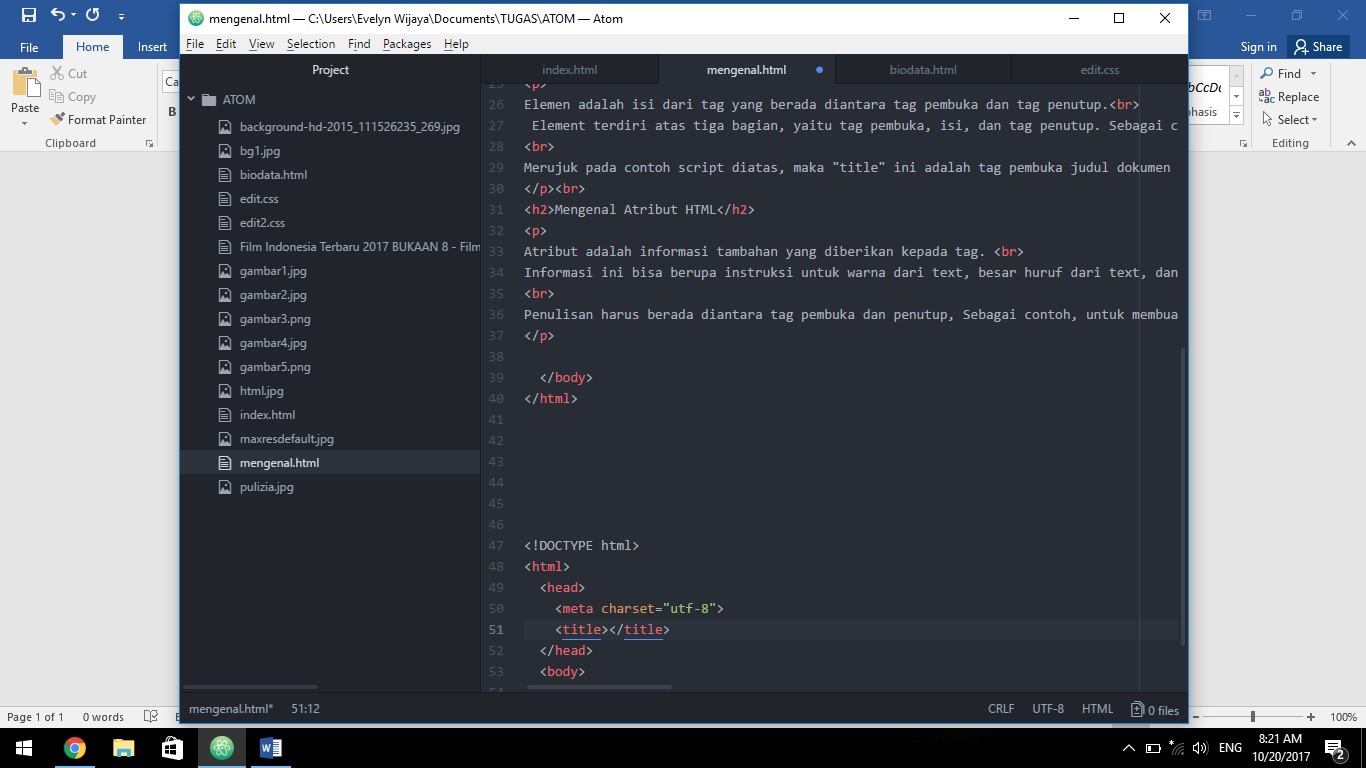 mengenal.html — C:\Users\Evelyn Wijaya\Documents\TUGAS\ATOM — Atom
File Edit View Selection Find Packages Help
File Home Insert
Sign in Share
Paste
Cut
Copy
Format Painter
Clipboard
Ca
B
bCcDc
phasis
Find
Replace
Select
Editing
Project
ATOM
background-hd-2015_111526235_269.jpg
bg1.jpg
biodata.html
edit.css
edit2.css
Film Indonesia Terbaru 2017 BUKAAN 8 - Film
gambar1.jpg
gambar2.jpg
gambar3.png
gambar4.jpg
gambar5.png
html.jpg
index.html
maxresdefault.jpg
mengenal.html
pulizia.jpg
index.html mengenal.html biodata.html edit.css
25 <p>
26 Elemen adalah isi dari tag yang berada diantara tag pembuka dan tag penutup.<br>
27 Element terdiri atas tiga bagian, yaitu tag pembuka, isi, dan tag penutup. Sebagai c
28 <br>
29 Merujuk pada contoh script diatas, maka "title" ini adalah tag pembuka judul dokumen
30 </p><br>
31 <h2>Mengenal Atribut HTML</h2>
32 <p>
33 Atribut adalah informasi tambahan yang diberikan kepada tag. <br>
34 Informasi ini bisa berupa instruksi untuk warna dari text, besar huruf dari text, dan
35 <br>
36 Penulisan harus berada diantara tag pembuka dan penutup, Sebagai contoh, untuk membua
37 </p>
38
39 </body>
40 </html>
41
42
43
44
45
46
47 <!DOCTYPE html>
48 <html>
49 <head>
50 <meta charset="utf-8">
51 <title></title>
52 </head>
53 <body>
54
mengenal.html* 51:12 CRLF UTF-8 HTML 0 files
Page 1 of 1 0 words E
100%
ENG
8:21 AM
10/20/2017
2